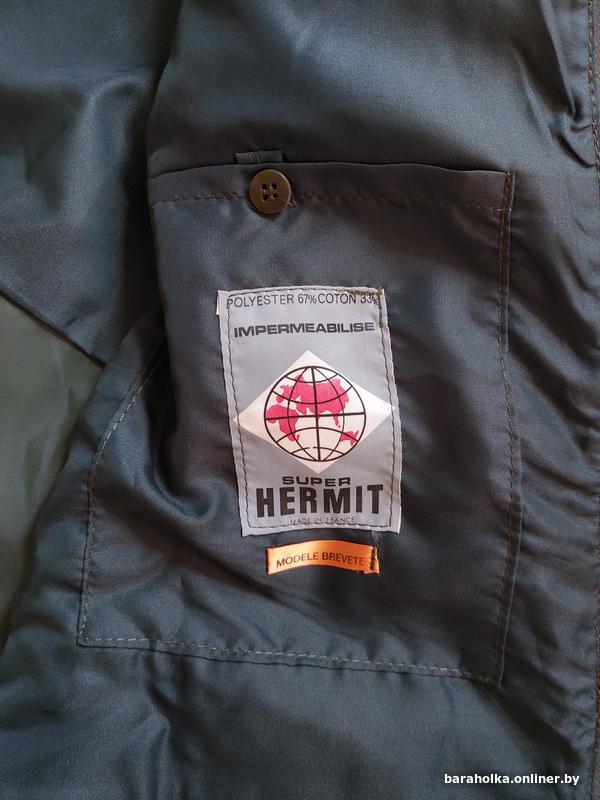 POLYESTER 67% COTON 33%
IMPERMEABILISE
SUPER
HERMIT
MADE IN FRANCE
MODELE BREVETE
baraholka.onliner.by